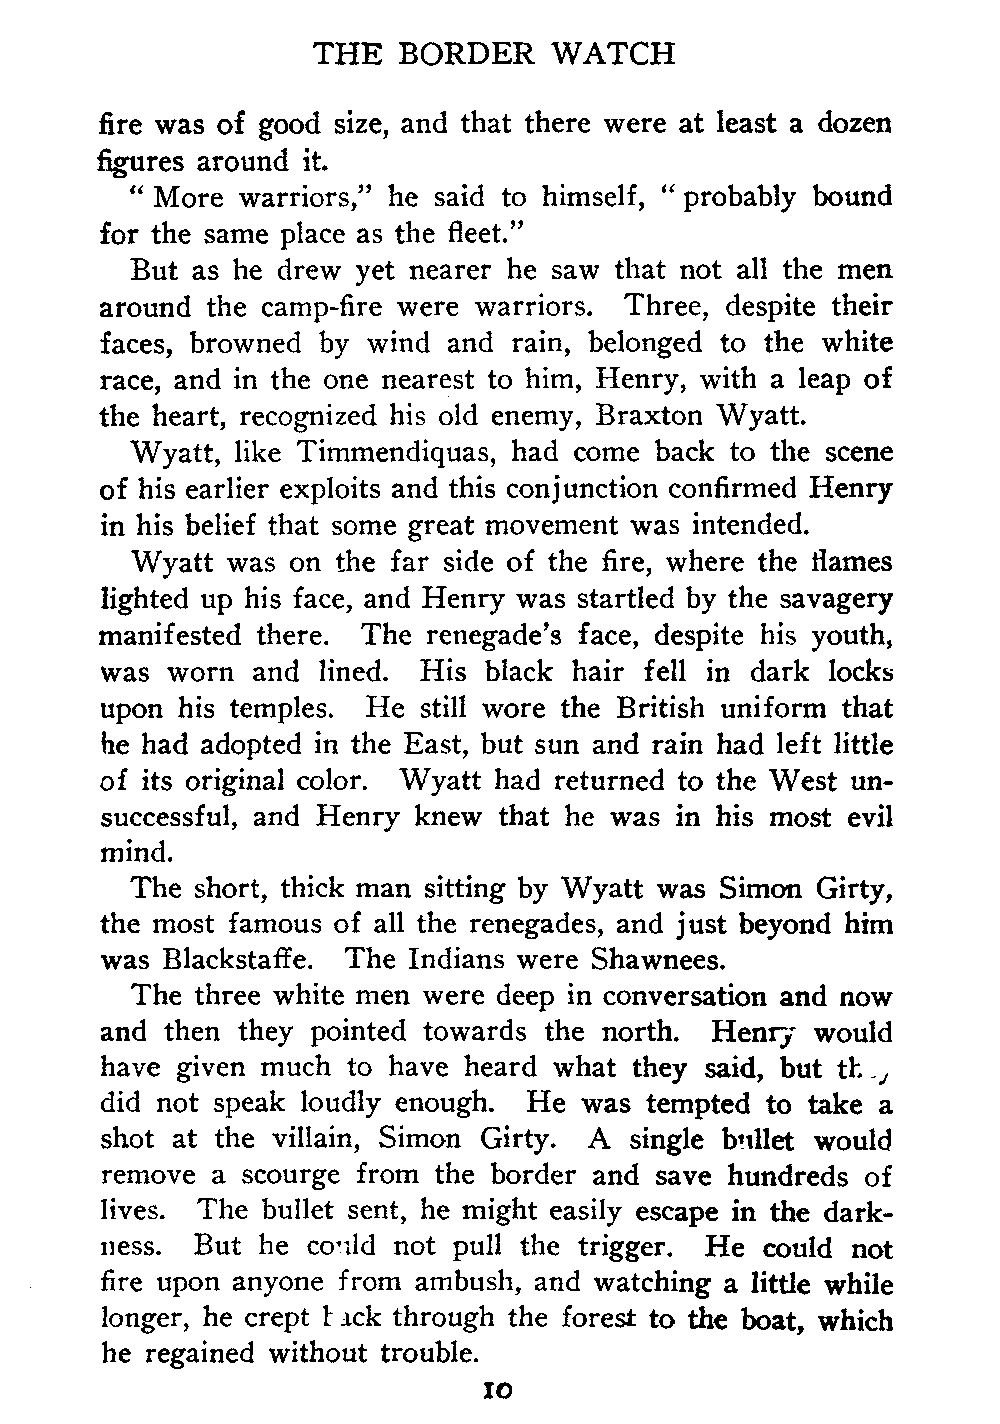 THE BORDER WATCH
fire was of good size, and that there were at least a dozen
figures around it.
“ More warriors,” he said to himself, “ probably bound
for the same place as the fleet.”
But as he drew yet nearer he saw that not all the men
around the camp-fire were warriors. Three, despite their
faces, browned by wind and rain, belonged to the white
race, and in the one nearest to him, Henry, with a leap of
the heart, recognized his old enemy, Braxton Wyatt.
Wyatt, like Timmendiquas, had come back to the scene
of his earlier exploits and this conjunction confirmed Henry
in his belief that some great movement was intended.
Wyatt was on the far side of the fire, where the flames
lighted up his face, and Henry was startled by the savagery
manifested there. The renegade’s face, despite his youth,
was worn and lined. His black hair fell in dark locks
upon his temples. He still wore the British uniform that
he had adopted in the East, but sun and rain had left little
of its original color. Wyatt had returned to the West un-
successful, and Henry knew that he was in his most evil
mind.
The short, thick man sitting by Wyatt was Simon Girty,
the most famous of all the renegades, and just beyond him
was Blackstaffe. The Indians were Shawnees.
The three white men were deep in conversation and now
and then they pointed towards the north. Henry would
have given much to have heard what they said, but
did not speak loudly enough. He was tempted to take a
shot at the villain, Simon Girty. A single bullet would
remove a scourge from the border and save hundreds of
lives. The bullet sent, he might easily escape in the dark-
ness. But he could not pull the trigger. He could not
fire upon anyone from ambush, and watching a little while
longer, he crept back through the forest to the boat, which
he regained without trouble.
10